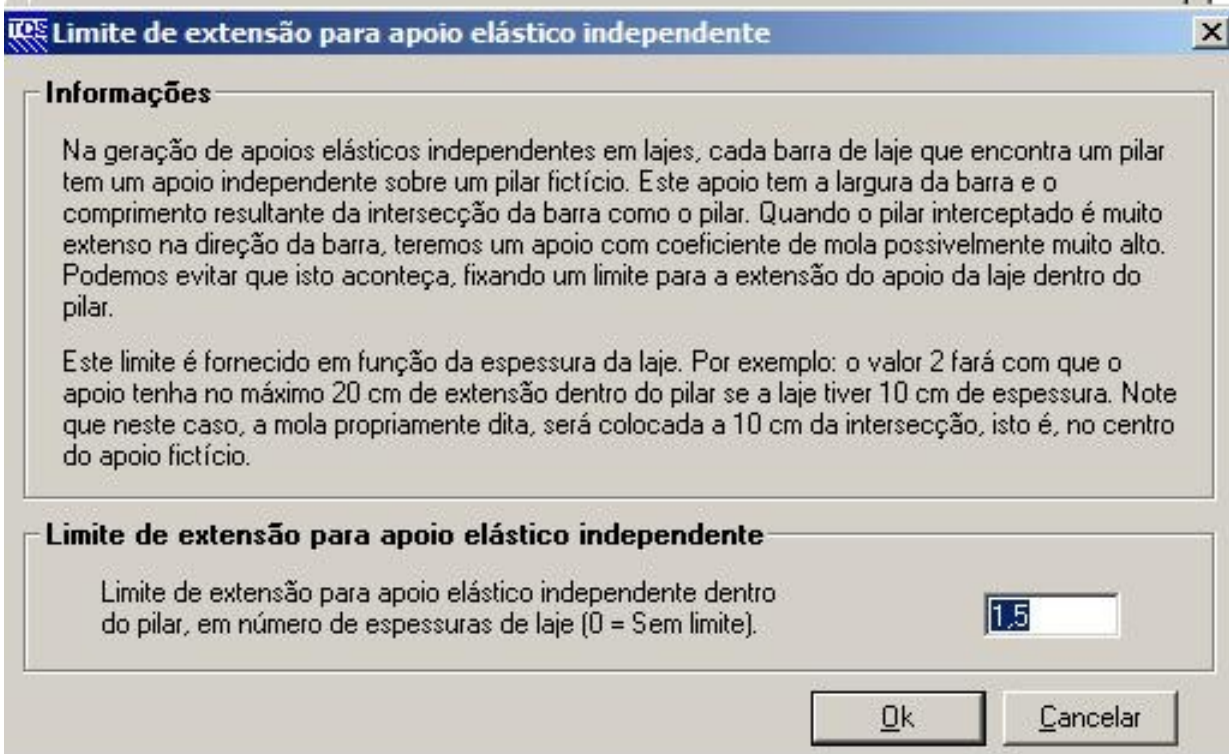 TQS Limite de extensão para apoio elástico independente
Informações
Na geração de apoios elásticos independentes em lajes, cada barra de laje que encontra um pilar
tem um apoio independente sobre um pilar fictício. Este apoio tem a largura da barra e o
comprimento resultante da intersecção da barra como o pilar. Quando o pilar interceptado é muito
extenso na direção da barra, teremos um apoio com coeficiente de mola possivelmente muito alto.
Podemos evitar que isto aconteça, fixando um limite para a extensão do apoio da laje dentro do
pilar.
Este limite é fornecido em função da espessura da laje. Por exemplo: o valor 2 fará com que o
apoio tenha no máximo 20 cm de extensão dentro do pilar se a laje tiver 10 cm de espessura. Note
que neste caso, a mola propriamente dita, será colocada a 10 cm da intersecção, isto é, no centro
do apoio fictício.
Limite de extensão para apoio elástico independente
Limite de extensão para apoio elástico independente dentro
do pilar, em número de espessuras de laje (0 = Sem limite).
1,5
Ok
Cancelar